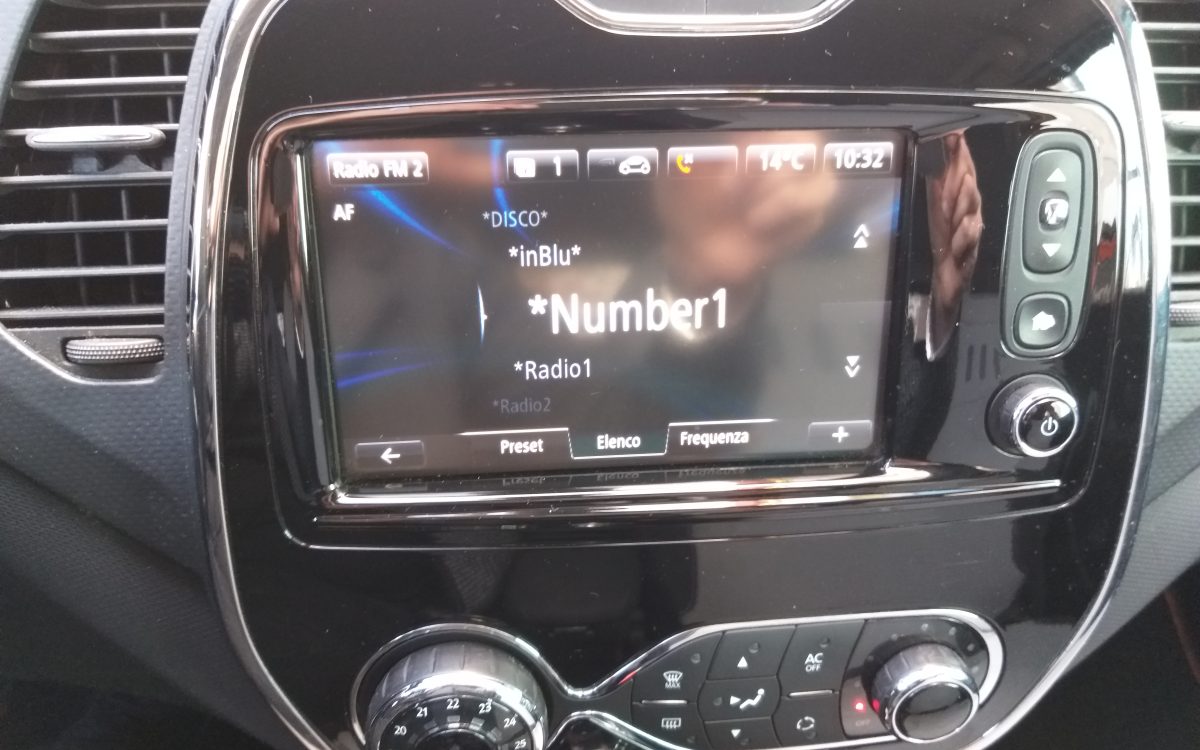 Radio FM 2 1 14°C 10:32
AF
*DISCO*
*inBlu*
*Number1
*Radio1
*Radio2
Preset Elenco Frequenza +
MAX
AC
OFF
OFF
20 21 22 23 24 25